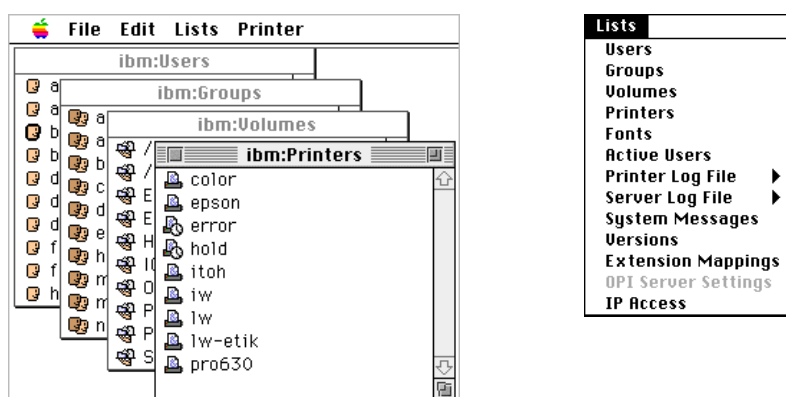 File Edit Lists Printer
ibm:Users
ibm:Groups
ibm:Volumes
ibm:Printers
color
epson
error
hold
itoh
iw
lw
lw-etik
pro630
Lists
Users
Groups
Volumes
Printers
Fonts
Active Users
Printer Log File
Server Log File
System Messages
Versions
Extension Mappings
OPI Server Settings
IP Access